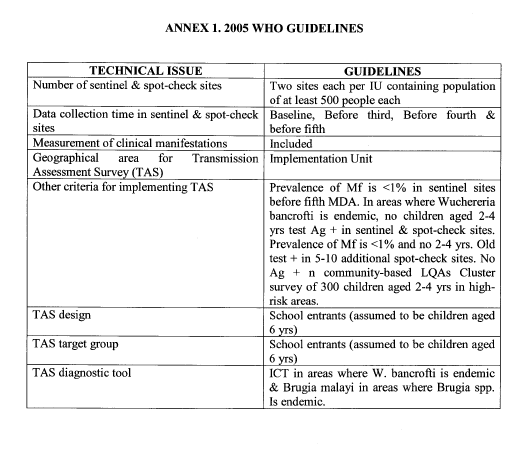 ANNEX 1. 2005 WHO GUIDELINES
TECHNICAL ISSUE
GUIDELINES
Number of sentinel & spot-check sites
Two sites each per IU containing population
of at least 500 people each
Data collection time in sentinel & spot-check
sites
Baseline, Before third, Before fourth &
before fifth
Measurement of clinical manifestations
Included
Geographical area for Transmission
Assessment Survey (TAS)
Implementation Unit
Other criteria for implementing TAS
Prevalence of Mf is <1% in sentinel sites
before fifth MDA. In areas where Wuchereria
bancrofti is endemic, no children aged 2-4
yrs test Ag + in sentinel & spot-check sites.
Prevalence of Mf is <1% and no 2-4 yrs. Old
test + in 5-10 additional spot-check sites. No
Ag + n community-based LQAs Cluster
survey of 300 children aged 2-4 yrs in high-
risk areas.
TAS design
School entrants (assumed to be children aged
6 yrs)
TAS target group
School entrants (assumed to be children aged
6 yrs)
TAS diagnostic tool
ICT in areas where W. bancrofti is endemic
& Brugia malayi in areas where Brugia spp.
Is endemic.